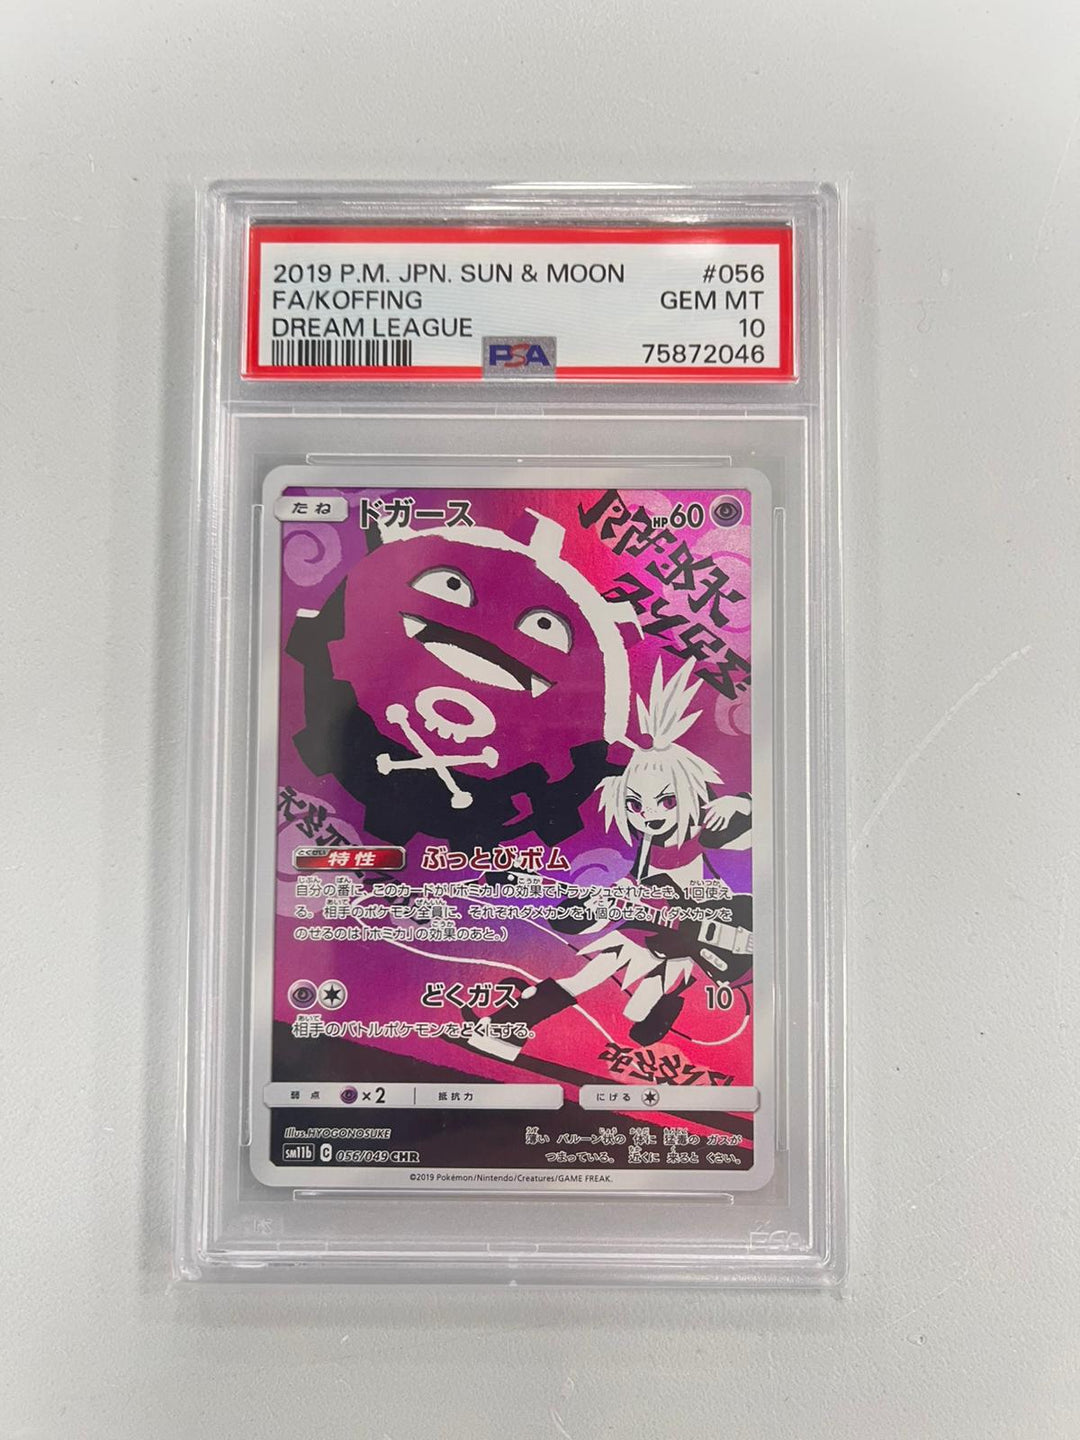 2019 P.M. JPN. SUN & MOON #056
FA/KOFFING GEM MT
DREAM LEAGUE 10
PSA 75872046
たね ドガース HP60
とくせい
特性 ぶっとびボム
自分の番に、このカードが「ホミカ」の効果でトラッシュされたとき、1回使え
る。相手のポケモン全員に、それぞれダメカンを1個のせる。(ダメカンを
のせるのは「ホミカ」の効果のあと。)
どくガス 10
相手のバトルポケモンをどくにする。
弱点 ×2 抵抗力 にげる
illus.HYOGONOSUKE
薄い バルーン状の 体に 猛毒の ガスが
つまっている。 近くに 来ると くさい。
sm11b C 056/049 CHR
©2019 Pokémon/Nintendo/Creatures/GAME FREAK.
PSA